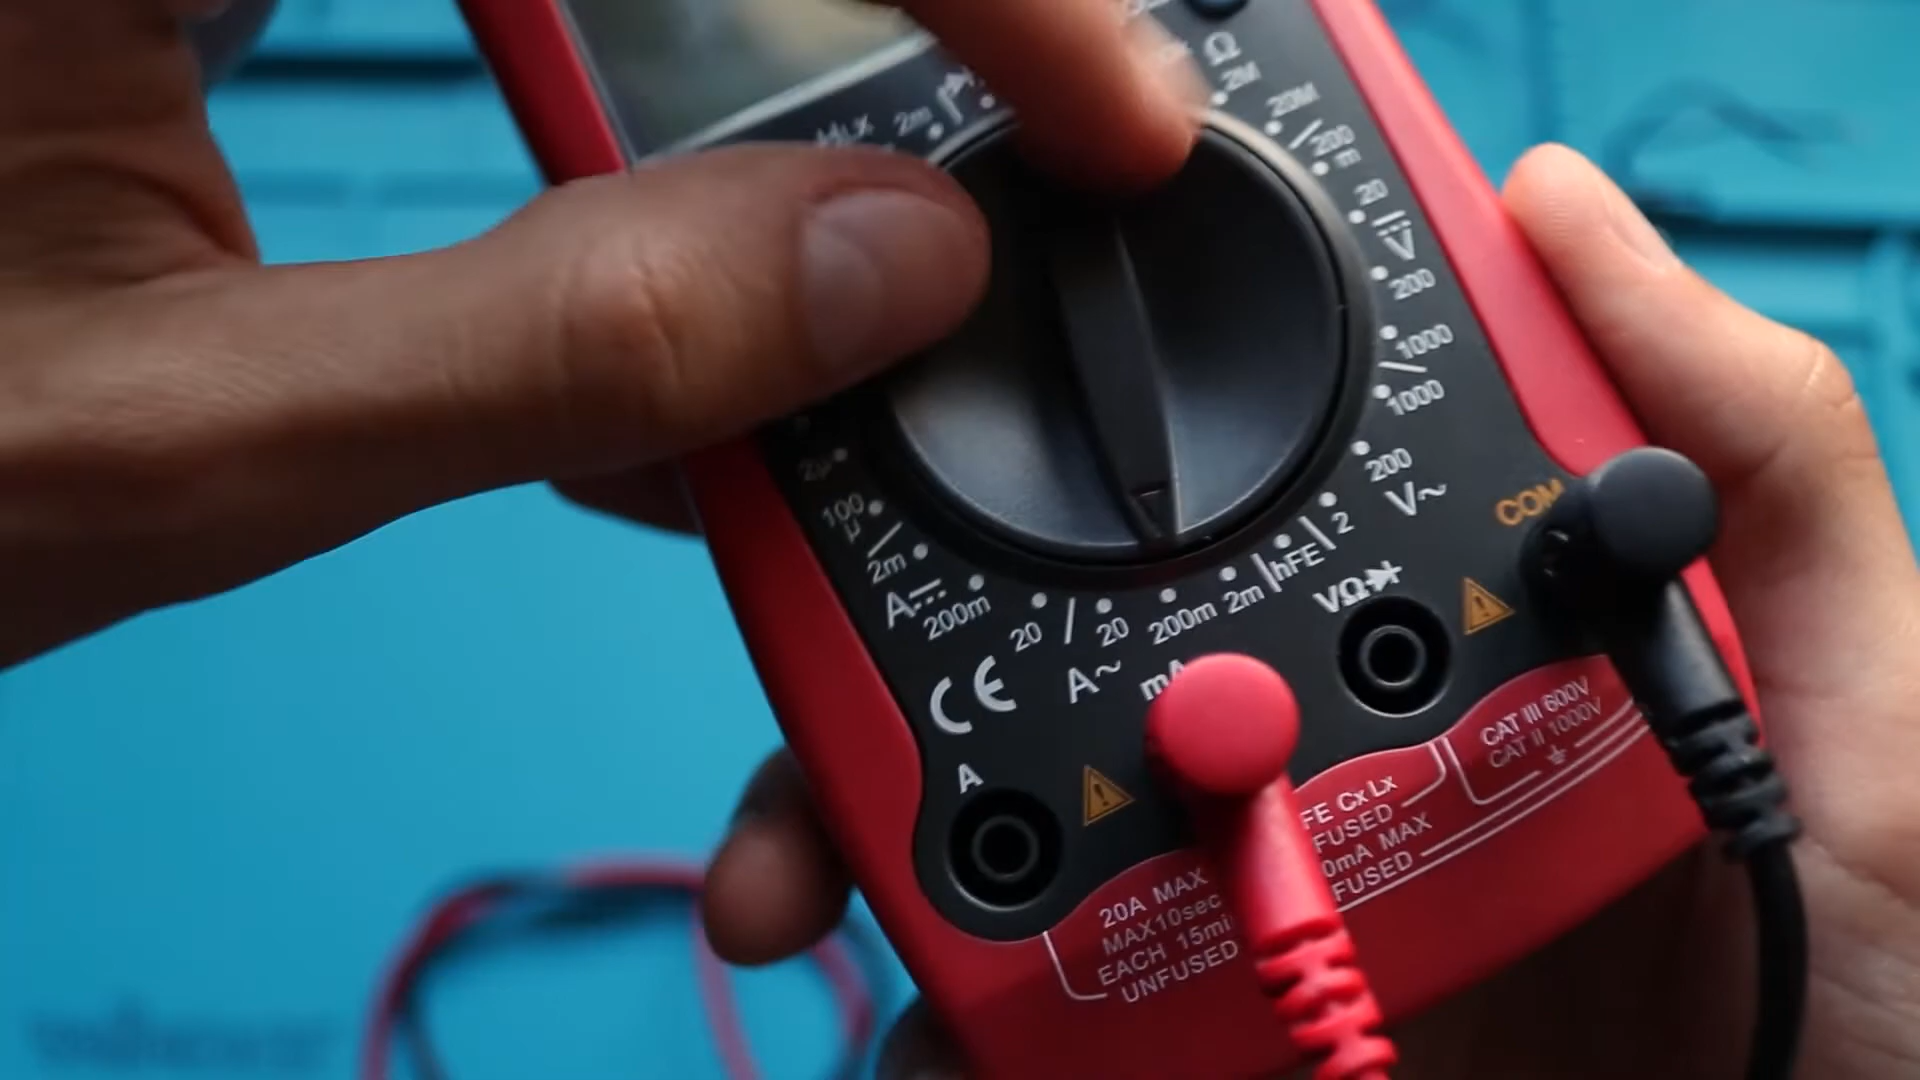 Ω
2m
2M
20M
200
m
20
V
200
1000
1000
200
V~
2
hFE
2m
200m
20
A~
20
200m
A
2m
100
µ
2µ
COM
VΩ
CE
A
CAT III 600V
CAT II 1000V
FE Cx Lx
FUSED
0mA MAX
FUSED
20A MAX
MAX10sec
EACH 15mi
UNFUSED